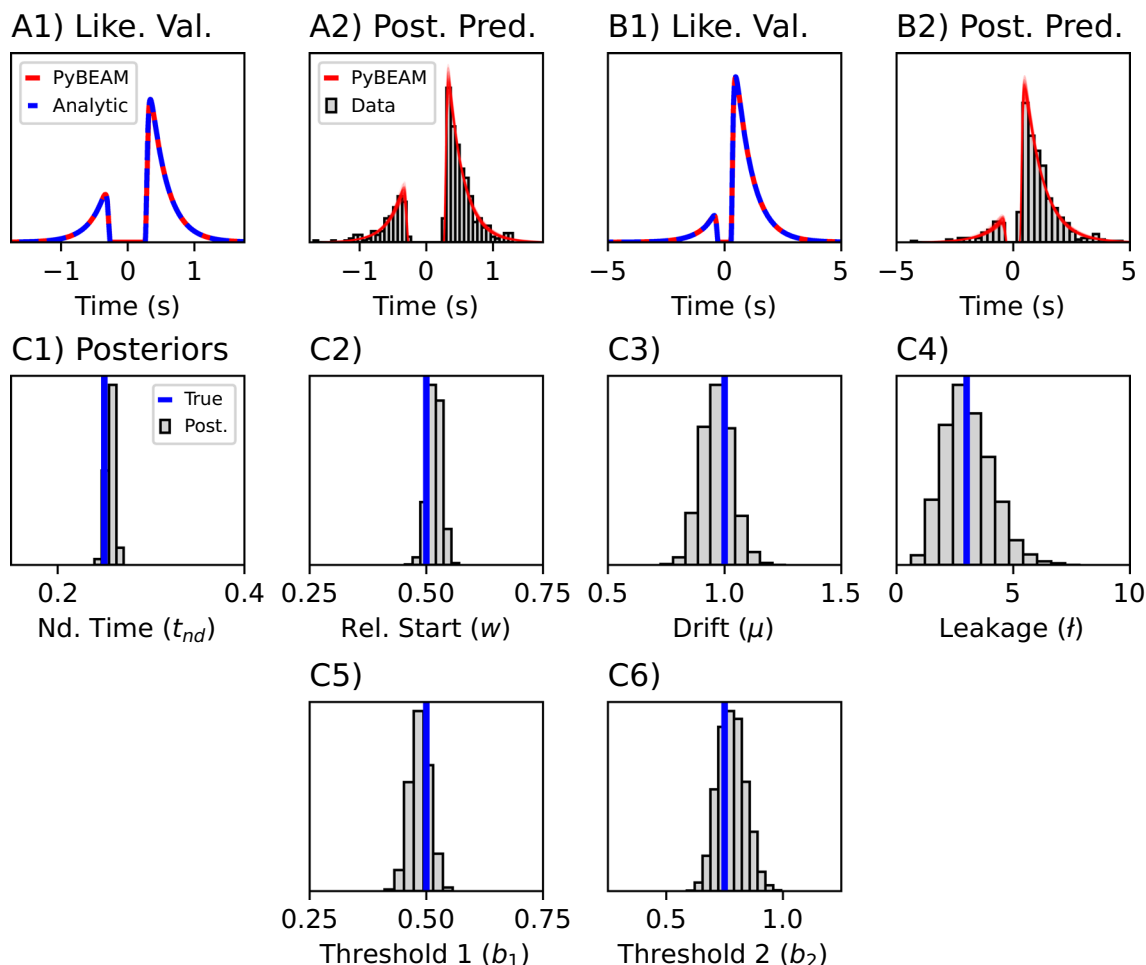 A1) Like. Val.
A2) Post. Pred.
B1) Like. Val.
B2) Post. Pred.
PyBEAM
Analytic
PyBEAM
Data
−1 0 1
−1 0 1
−5 0 5
−5 0 5
Time (s)
Time (s)
Time (s)
Time (s)
C1) Posteriors
C2)
C3)
C4)
True
Post.
0.2 0.4
0.25 0.50 0.75
0.5 1.0 1.5
0 5 10
Nd. Time (t_{nd})
Rel. Start (w)
Drift (μ)
Leakage (ƚ)
C5)
C6)
0.25 0.50 0.75
0.5 1.0
Threshold 1 (b_1)
Threshold 2 (b_2)